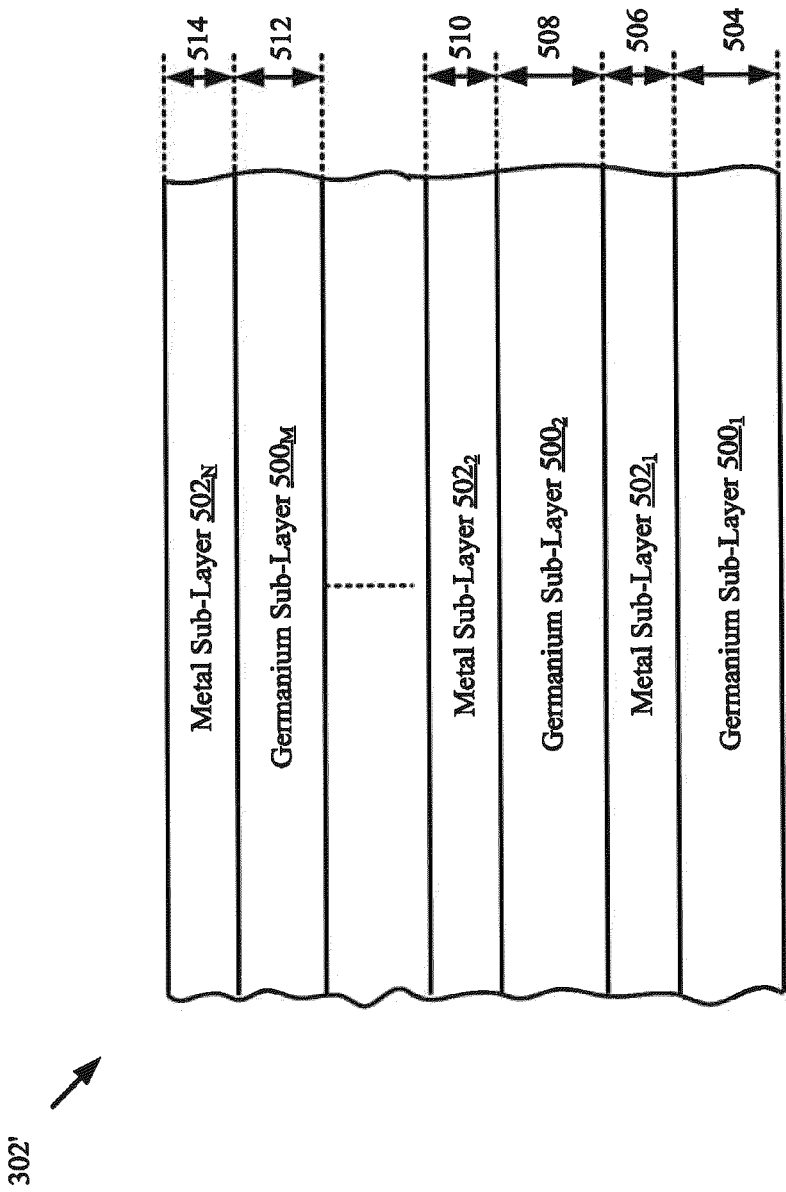 302'
Metal Sub-Layer 502N
514
Germanium Sub-Layer 500M
512
Metal Sub-Layer 5022
510
Germanium Sub-Layer 5002
508
Metal Sub-Layer 5021
506
Germanium Sub-Layer 5001
504